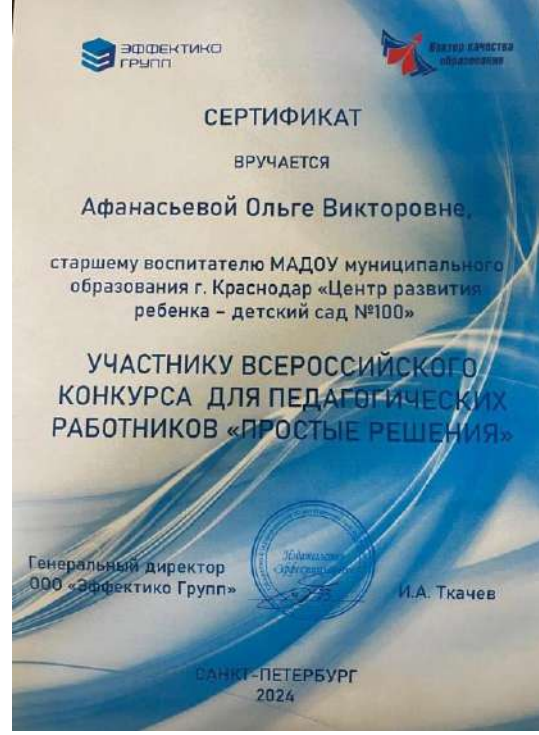 ЭФФЕКТИКО
ГРУПП
Вектор качества
образования
СЕРТИФИКАТ
ВРУЧАЕТСЯ
Афанасьевой Ольге Викторовне,
старшему воспитателю МАДОУ муниципального
образования г. Краснодар «Центр развития
ребенка – детский сад №100»
УЧАСТНИКУ ВСЕРОССИЙСКОГО
КОНКУРСА ДЛЯ ПЕДАГОГИЧЕСКИХ
РАБОТНИКОВ «ПРОСТЫЕ РЕШЕНИЯ»
Издательство
Генеральный директор
ООО «Эффектико Групп»
И.А. Ткачев
САНКТ-ПЕТЕРБУРГ
2024